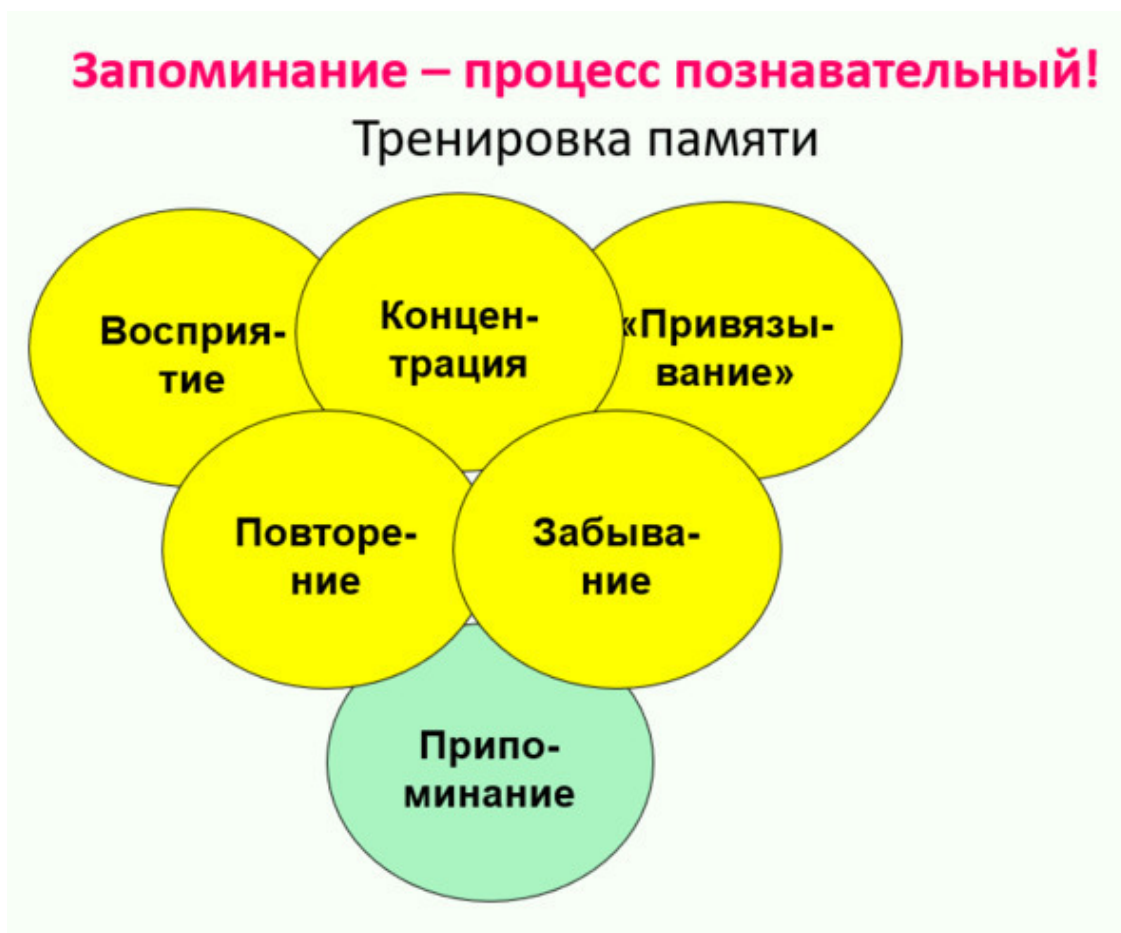 Запоминание – процесс познавательный!
Тренировка памяти
Восприя-
тие
Концен-
трация
«Привязы-
вание»
Повторе-
ние
Забыва-
ние
Припо-
минание